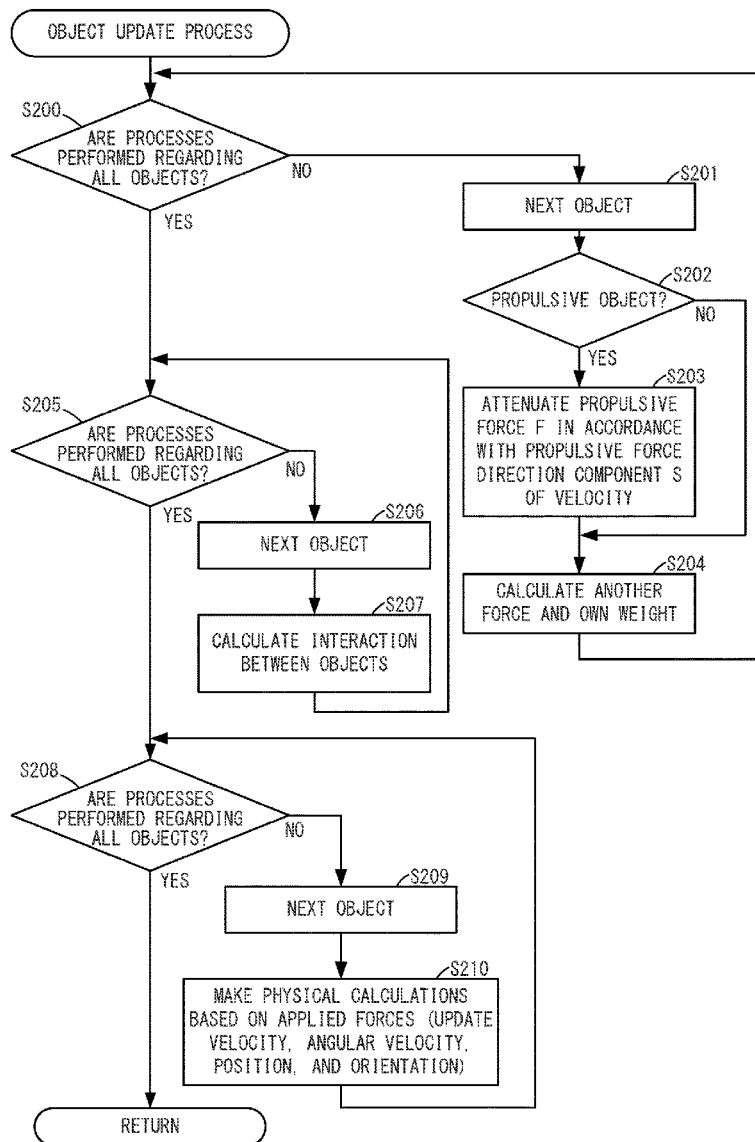 OBJECT UPDATE PROCESS
S200
ARE PROCESSES
PERFORMED REGARDING
ALL OBJECTS?
NO
YES
S201
NEXT OBJECT
S202
PROPULSIVE OBJECT?
NO
YES
S203
ATTENUATE PROPULSIVE
FORCE F IN ACCORDANCE
WITH PROPULSIVE FORCE
DIRECTION COMPONENT S
OF VELOCITY
S204
CALCULATE ANOTHER
FORCE AND OWN WEIGHT
S205
ARE PROCESSES
PERFORMED REGARDING
ALL OBJECTS?
NO
YES
S206
NEXT OBJECT
S207
CALCULATE INTERACTION
BETWEEN OBJECTS
S208
ARE PROCESSES
PERFORMED REGARDING
ALL OBJECTS?
NO
YES
S209
NEXT OBJECT
S210
MAKE PHYSICAL CALCULATIONS
BASED ON APPLIED FORCES (UPDATE
VELOCITY, ANGULAR VELOCITY,
POSITION, AND ORIENTATION)
RETURN